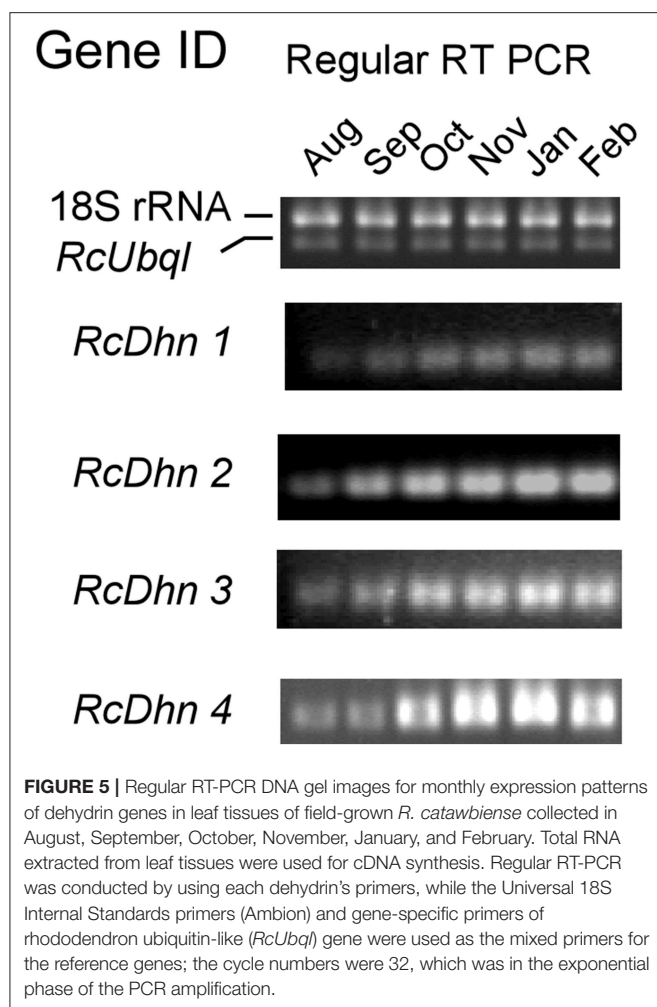 Gene ID Regular RT PCR
Aug Sep Oct Nov Jan Feb
18S rRNA
RcUbql
RcDhn 1
RcDhn 2
RcDhn 3
RcDhn 4
FIGURE 5 | Regular RT-PCR DNA gel images for monthly expression patterns
of dehydrin genes in leaf tissues of field-grown R. catawbiense collected in
August, September, October, November, January, and February. Total RNA
extracted from leaf tissues were used for cDNA synthesis. Regular RT-PCR
was conducted by using each dehydrin's primers, while the Universal 18S
Internal Standards primers (Ambion) and gene-specific primers of
rhododendron ubiquitin-like (RcUbql) gene were used as the mixed primers for
the reference genes; the cycle numbers were 32, which was in the exponential
phase of the PCR amplification.